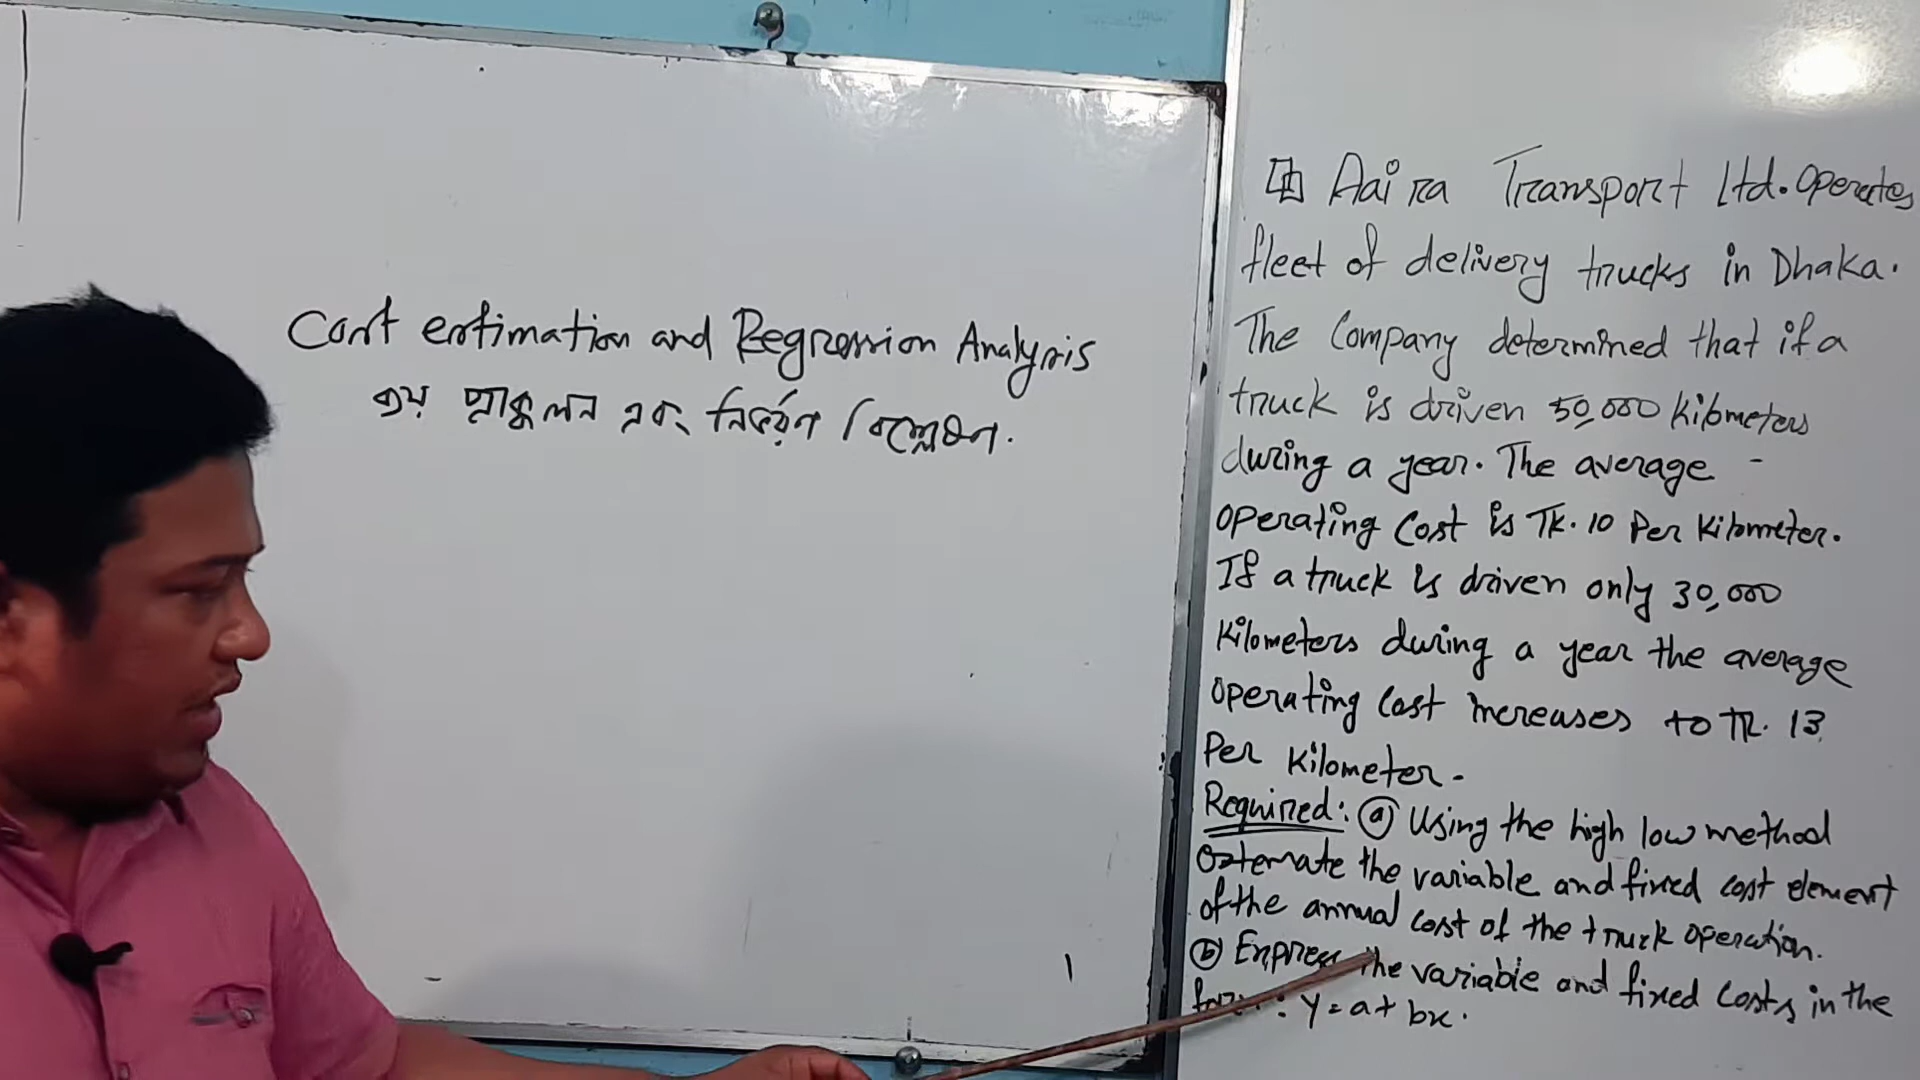 Cost estimation and Regression Analysis
ব্যয় প্রাক্কলন এবং নির্ভরণ বিশ্লেষণ.
Aaira Transport Ltd. Operates
fleet of delivery trucks in Dhaka.
The Company determined that if a
truck is driven 50,000 kilometers
during a year. The average -
Operating Cost is TK. 10 Per Kilometer.
If a truck is driven only 30,000
Kilometers during a year the average
Operating Cost increases to TK. 13
Per Kilometer -
Required: (a) Using the high low method
the variable and fixed cost element
of the annual cost of the truck operation.
(b) Express the variable and fixed costs in the
: Y = a + bx.